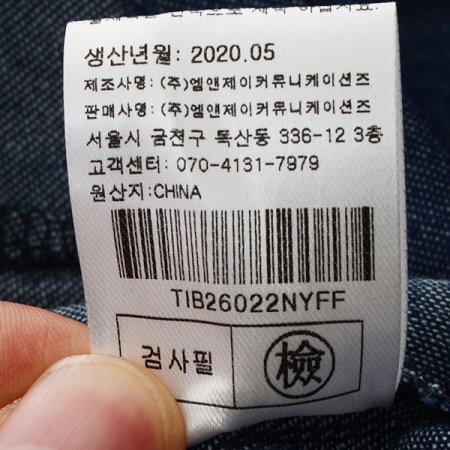 생산년월: 2020.05
제조사명: (주)엠앤제이커뮤니케이션즈
판매사명: (주)엠앤제이커뮤니케이션즈
서울시 금천구 독산동 336-12 3층
고객센터: 070-4131-7979
원산지:CHINA
TIB26022NYFF
검사필 檢